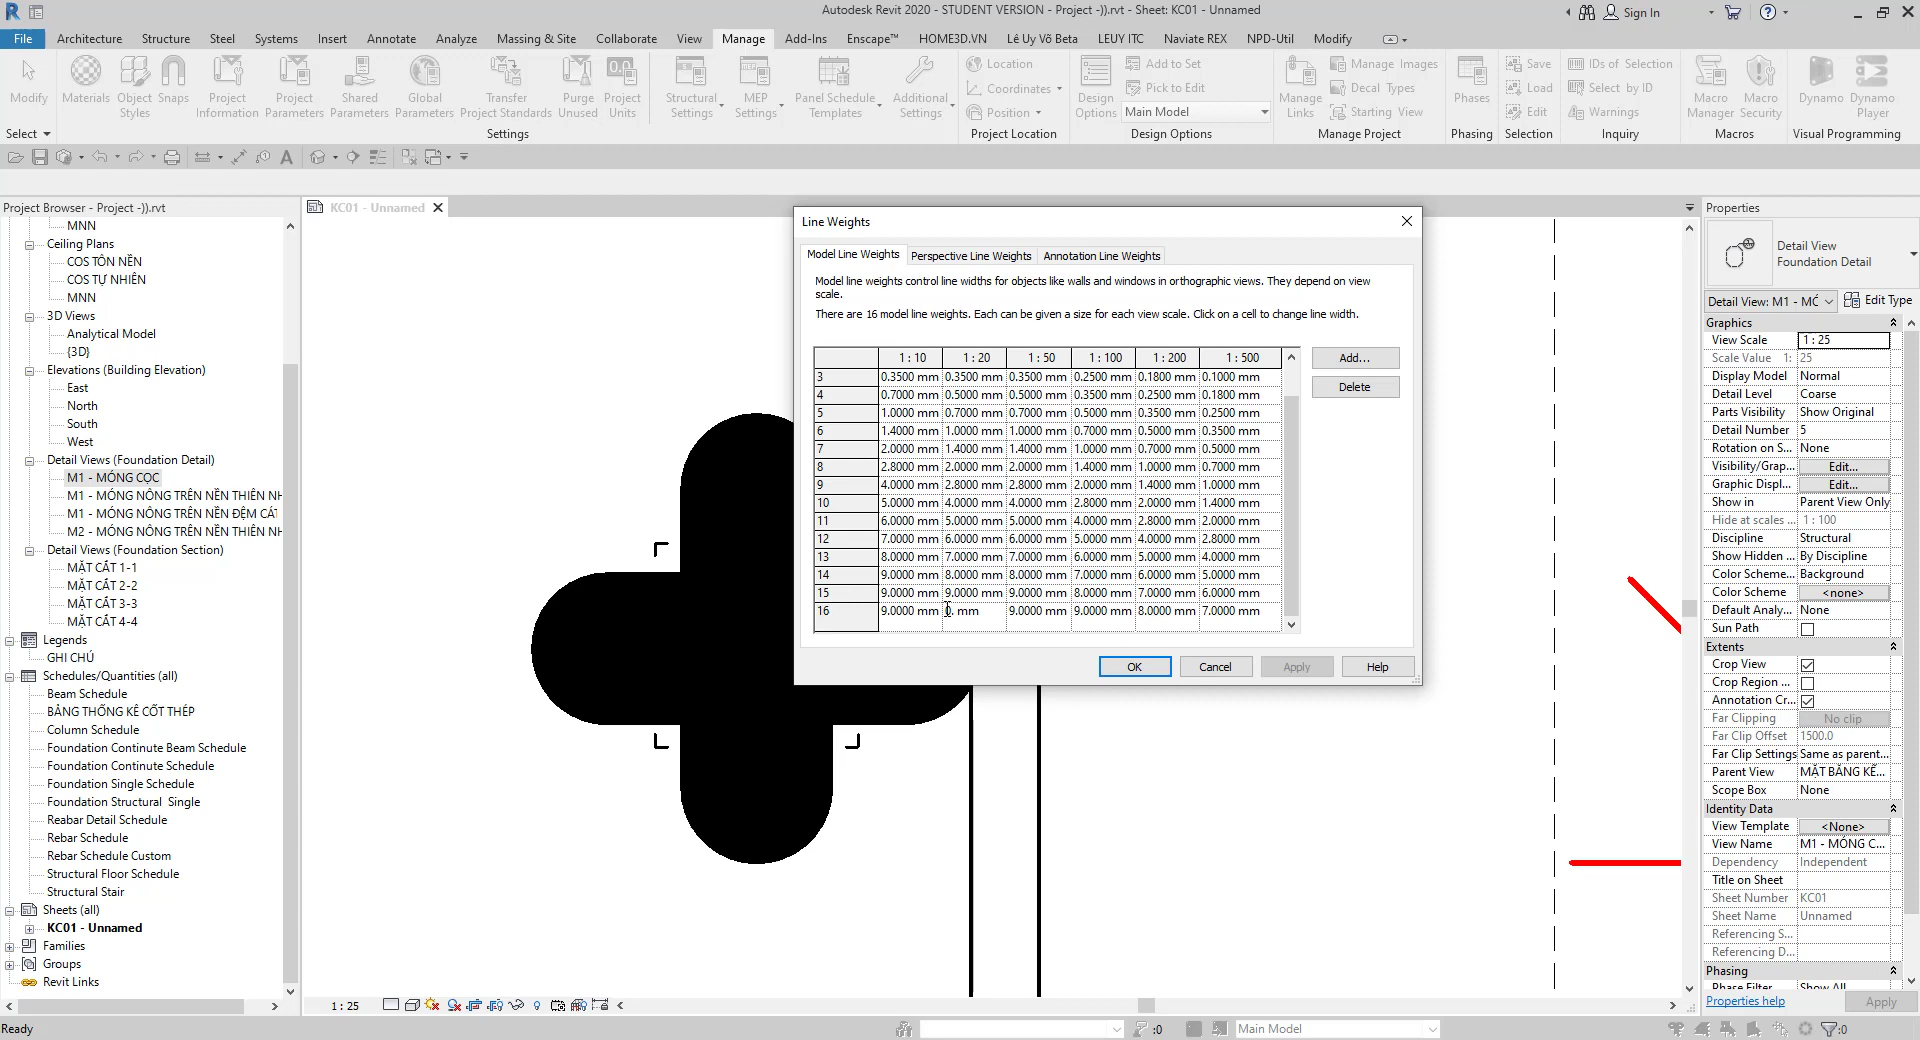 Autodesk Revit 2020 - STUDENT VERSION - Project -)).rvt - Sheet: KC01 - Unnamed
Sign In
File Architecture Structure Steel Systems Insert Annotate Analyze Massing & Site Collaborate View Manage Add-Ins Enscape™ HOME3D.VN Lê Uy Võ Beta LEUY ITC Naviate REX NPD-Util Modify
Modify
Materials
Object Styles
Snaps
Project Information
Project Parameters
Shared Parameters
Global Parameters
Transfer Project Standards
Purge Unused
Project Units
Structural Settings
MEP Settings
Panel Schedule Templates
Additional Settings
Location
Coordinates
Position
Design Options
Add to Set
Pick to Edit
Main Model
Manage Links
Manage Images
Decal Types
Starting View
Phases
Save
Load
Edit
IDs of Selection
Select by ID
Warnings
Macro Manager
Macro Security
Dynamo
Dynamo Player
Select Settings Project Location Design Options Manage Project Phasing Selection Inquiry Macros Visual Programming
Project Browser - Project -)).rvt
MNN
Ceiling Plans
COS TÔN NỀN
COS TỰ NHIÊN
MNN
3D Views
Analytical Model
{3D}
Elevations (Building Elevation)
East
North
South
West
Detail Views (Foundation Detail)
M1 - MÓNG CỌC
M1 - MÓNG NÔNG TRÊN NỀN THIÊN NH
M1 - MÓNG NÔNG TRÊN NỀN ĐỆM CÁT
M2 - MÓNG NÔNG TRÊN NỀN THIÊN NH
Detail Views (Foundation Section)
MẶT CẮT 1-1
MẶT CẮT 2-2
MẶT CẮT 3-3
MẶT CẮT 4-4
Legends
GHI CHÚ
Schedules/Quantities (all)
Beam Schedule
BẢNG THỐNG KÊ CỐT THÉP
Column Schedule
Foundation Continute Beam Schedule
Foundation Continute Schedule
Foundation Single Schedule
Foundation Structural Single
Reabar Detail Schedule
Rebar Schedule
Rebar Schedule Custom
Structural Floor Schedule
Structural Stair
Sheets (all)
KC01 - Unnamed
Families
Groups
Revit Links
KC01 - Unnamed
Line Weights
Model Line Weights Perspective Line Weights Annotation Line Weights
Model line weights control line widths for objects like walls and windows in orthographic views. They depend on view
scale.
There are 16 model line weights. Each can be given a size for each view scale. Click on a cell to change line width.
1 : 10 1 : 20 1 : 50 1 : 100 1 : 200 1 : 500
3 0.3500 mm 0.3500 mm 0.3500 mm 0.2500 mm 0.1800 mm 0.1000 mm
4 0.7000 mm 0.5000 mm 0.5000 mm 0.3500 mm 0.2500 mm 0.1800 mm
5 1.0000 mm 0.7000 mm 0.7000 mm 0.5000 mm 0.3500 mm 0.2500 mm
6 1.4000 mm 1.0000 mm 1.0000 mm 0.7000 mm 0.5000 mm 0.3500 mm
7 2.0000 mm 1.4000 mm 1.4000 mm 1.0000 mm 0.7000 mm 0.5000 mm
8 2.8000 mm 2.0000 mm 2.0000 mm 1.4000 mm 1.0000 mm 0.7000 mm
9 4.0000 mm 2.8000 mm 2.8000 mm 2.0000 mm 1.4000 mm 1.0000 mm
10 5.0000 mm 4.0000 mm 4.0000 mm 2.8000 mm 2.0000 mm 1.4000 mm
11 6.0000 mm 5.0000 mm 5.0000 mm 4.0000 mm 2.8000 mm 2.0000 mm
12 7.0000 mm 6.0000 mm 6.0000 mm 5.0000 mm 4.0000 mm 2.8000 mm
13 8.0000 mm 7.0000 mm 7.0000 mm 6.0000 mm 5.0000 mm 4.0000 mm
14 9.0000 mm 8.0000 mm 8.0000 mm 7.0000 mm 6.0000 mm 5.0000 mm
15 9.0000 mm 9.0000 mm 9.0000 mm 8.0000 mm 7.0000 mm 6.0000 mm
16 9.0000 mm 0. mm 9.0000 mm 9.0000 mm 8.0000 mm 7.0000 mm
Add...
Delete
OK Cancel Apply Help
Properties
Detail View
Foundation Detail
Detail View: M1 - MÓ Edit Type
Graphics
View Scale 1 : 25
Scale Value 1: 25
Display Model Normal
Detail Level Coarse
Parts Visibility Show Original
Detail Number 5
Rotation on S... None
Visibility/Grap... Edit...
Graphic Displ... Edit...
Show in Parent View Only
Hide at scales ... 1 : 100
Discipline Structural
Show Hidden ... By Discipline
Color Scheme... Background
Color Scheme <none>
Default Analy... None
Sun Path
Extents
Crop View
Crop Region ...
Annotation Cr...
Far Clipping No clip
Far Clip Offset 1500.0
Far Clip Settings Same as parent...
Parent View MẶT BẰNG KẾ...
Scope Box None
Identity Data
View Template <None>
View Name M1 - MÓNG C...
Dependency Independent
Title on Sheet
Sheet Number KC01
Sheet Name Unnamed
Referencing S...
Referencing D...
Phasing
Phase Filter Show All
Properties help Apply
1 : 25
Ready
:0
Main Model
:0